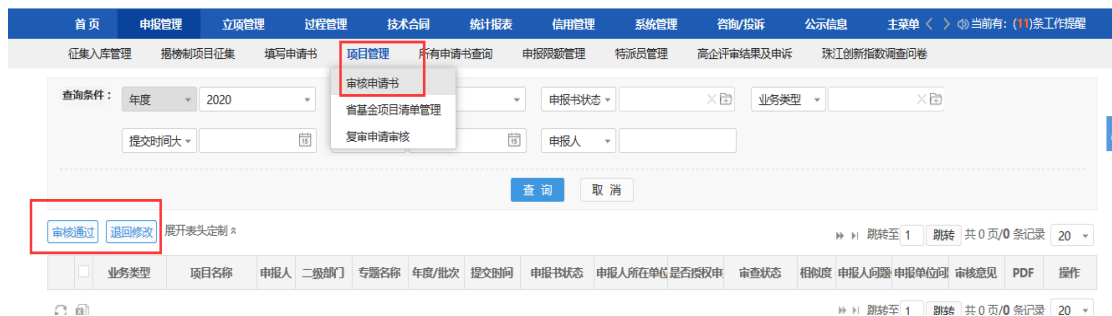 首页 申报管理 立项管理 过程管理 技术合同 统计报表 信用管理 系统管理 咨询/投诉 公示信息 主菜单 < > 当前有: (11)条工作提醒
征集入库管理 揭榜制项目征集 填写申请书 项目管理 所有申请书查询 申报限额管理 特派员管理 高企评审结果及申诉 珠江创新指数调查问卷
审核申请书
省基金项目清单管理
复审申请审核
查询条件： 年度 2020 申报书状态 业务类型
提交时间大 15 15 申报人
查 询 取 消
审核通过 退回修改 展开表头定制 跳转至 1 跳转 共 0 页/0 条记录 20
业务类型 项目名称 申报人 二级部门 专题名称 年度/批次 提交时间 申报书状态 申报人所在单位 是否授权申 审查状态 相似度 申报人问题 申报单位问 审核意见 PDF 操作
跳转至 1 跳转 共 0 页/0 条记录 20